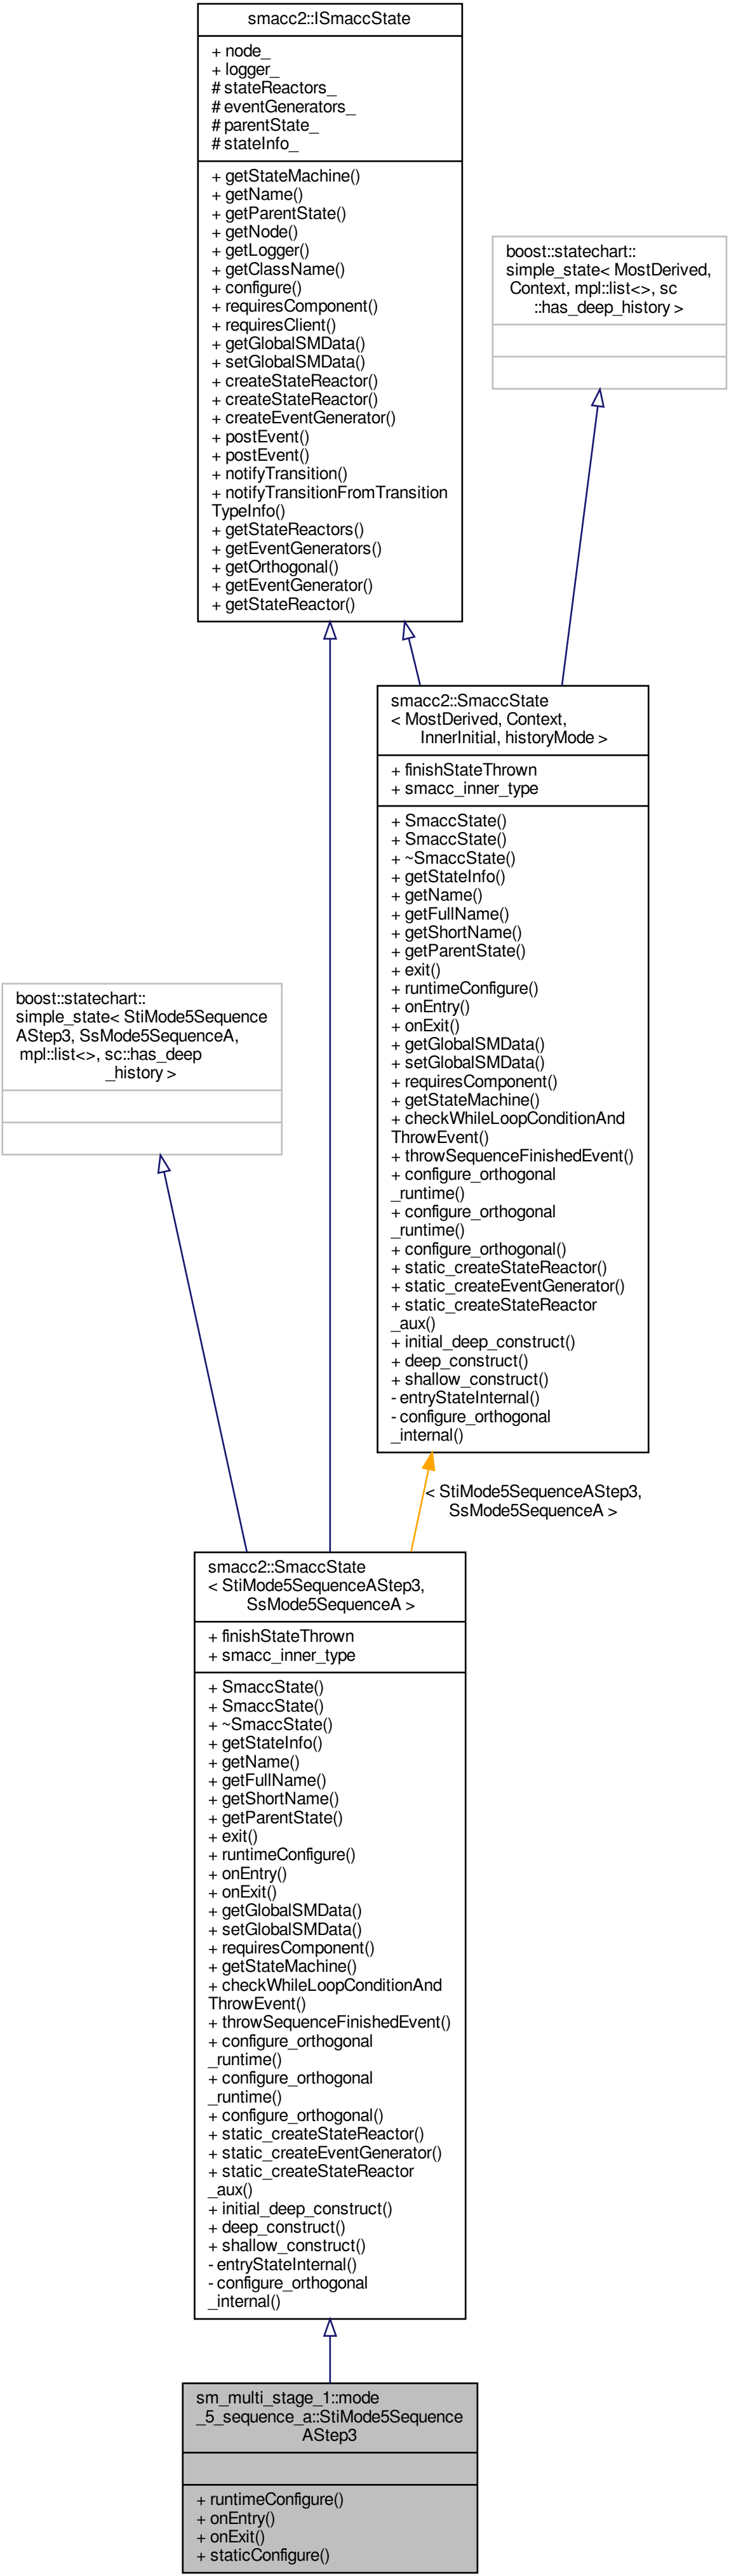 smacc2::ISmaccState
+ node_
+ logger_
# stateReactors_
# eventGenerators_
# parentState_
# stateInfo_
+ getStateMachine()
+ getName()
+ getParentState()
+ getNode()
+ getLogger()
+ getClassName()
+ configure()
+ requiresComponent()
+ requiresClient()
+ getGlobalSMData()
+ setGlobalSMData()
+ createStateReactor()
+ createStateReactor()
+ createEventGenerator()
+ postEvent()
+ postEvent()
+ notifyTransition()
+ notifyTransitionFromTransition
TypeInfo()
+ getStateReactors()
+ getEventGenerators()
+ getOrthogonal()
+ getEventGenerator()
+ getStateReactor()
boost::statechart::
simple_state< MostDerived,
Context, mpl::list<>, sc
::has_deep_history >
smacc2::SmaccState
< MostDerived, Context,
InnerInitial, historyMode >
+ finishStateThrown
+ smacc_inner_type
+ SmaccState()
+ SmaccState()
+ ~SmaccState()
+ getStateInfo()
+ getName()
+ getFullName()
+ getShortName()
+ getParentState()
+ exit()
+ runtimeConfigure()
+ onEntry()
+ onExit()
+ getGlobalSMData()
+ setGlobalSMData()
+ requiresComponent()
+ getStateMachine()
+ checkWhileLoopConditionAnd
ThrowEvent()
+ throwSequenceFinishedEvent()
+ configure_orthogonal
_runtime()
+ configure_orthogonal
_runtime()
+ configure_orthogonal()
+ static_createStateReactor()
+ static_createEventGenerator()
+ static_createStateReactor
_aux()
+ initial_deep_construct()
+ deep_construct()
+ shallow_construct()
- entryStateInternal()
- configure_orthogonal
_internal()
boost::statechart::
simple_state< StiMode5Sequence
AStep3, SsMode5SequenceA,
mpl::list<>, sc::has_deep
_history >
< StiMode5SequenceAStep3,
SsMode5SequenceA >
smacc2::SmaccState
< StiMode5SequenceAStep3,
SsMode5SequenceA >
+ finishStateThrown
+ smacc_inner_type
+ SmaccState()
+ SmaccState()
+ ~SmaccState()
+ getStateInfo()
+ getName()
+ getFullName()
+ getShortName()
+ getParentState()
+ exit()
+ runtimeConfigure()
+ onEntry()
+ onExit()
+ getGlobalSMData()
+ setGlobalSMData()
+ requiresComponent()
+ getStateMachine()
+ checkWhileLoopConditionAnd
ThrowEvent()
+ throwSequenceFinishedEvent()
+ configure_orthogonal
_runtime()
+ configure_orthogonal
_runtime()
+ configure_orthogonal()
+ static_createStateReactor()
+ static_createEventGenerator()
+ static_createStateReactor
_aux()
+ initial_deep_construct()
+ deep_construct()
+ shallow_construct()
- entryStateInternal()
- configure_orthogonal
_internal()
sm_multi_stage_1::mode
_5_sequence_a::StiMode5Sequence
AStep3
+ runtimeConfigure()
+ onEntry()
+ onExit()
+ staticConfigure()